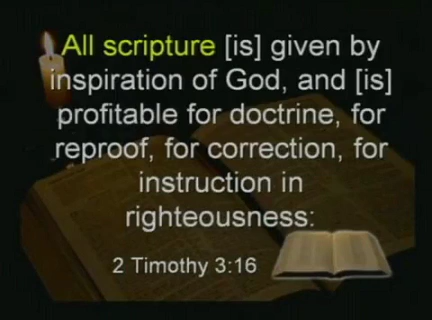 All scripture [is] given by
inspiration of God, and [is]
profitable for doctrine, for
reproof, for correction, for
instruction in
righteousness:
2 Timothy 3:16